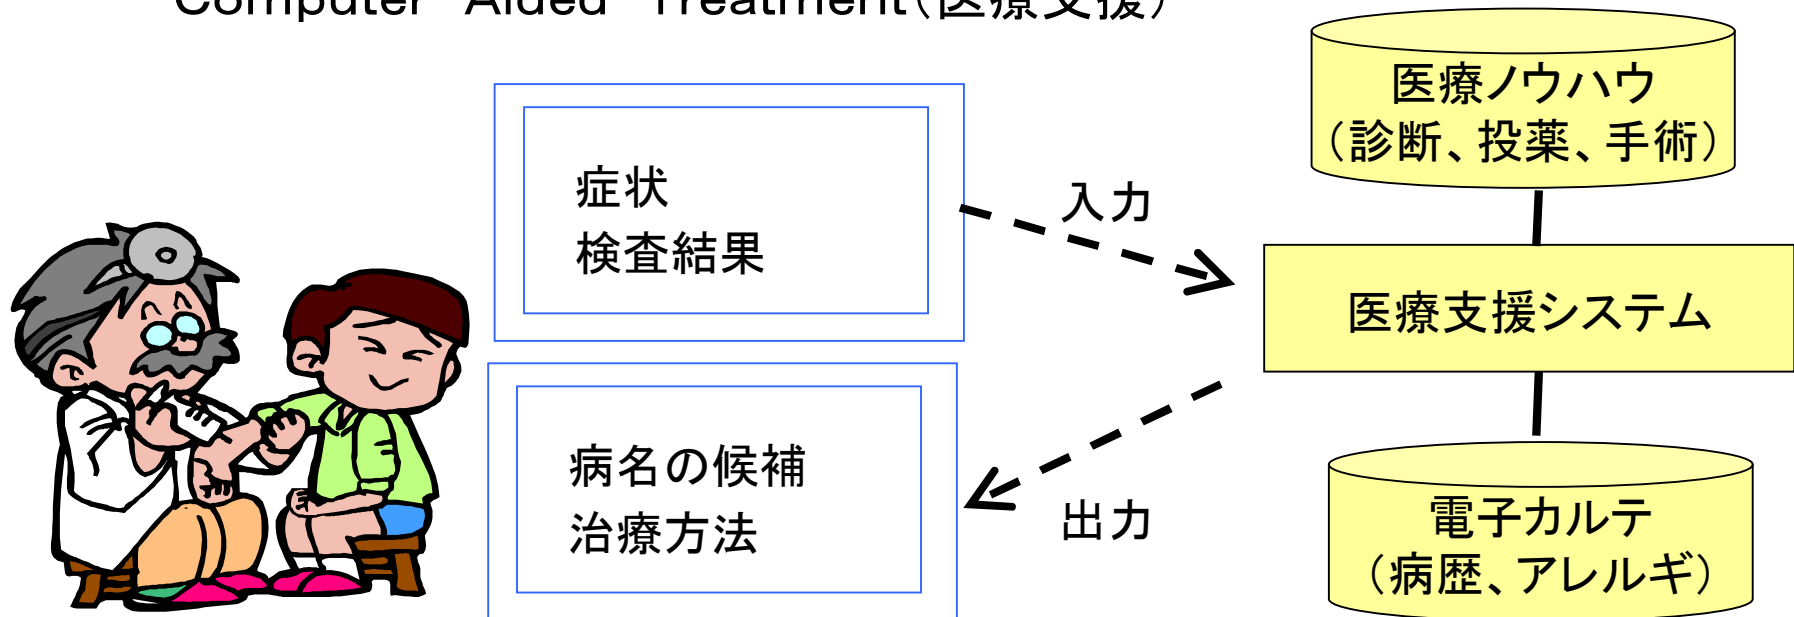 Computer Aided Treatment(医療支援)
医療ノウハウ
(診断、投薬、手術)
症状
検査結果
入力
医療支援システム
病名の候補
治療方法
出力
電子カルテ
(病歴、アレルギ)